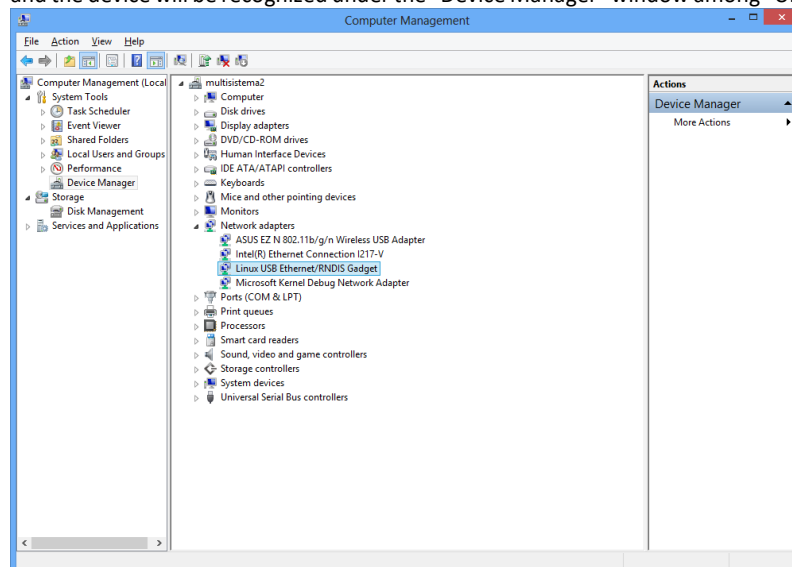 and the device will be recognized under the "Device Manager" window among
Computer Management
File Action View Help
Computer Management (Local
System Tools
Task Scheduler
Event Viewer
Shared Folders
Local Users and Groups
Performance
Device Manager
Storage
Disk Management
Services and Applications
multisistema2
Computer
Disk drives
Display adapters
DVD/CD-ROM drives
Human Interface Devices
IDE ATA/ATAPI controllers
Keyboards
Mice and other pointing devices
Monitors
Network adapters
ASUS EZ N 802.11b/g/n Wireless USB Adapter
Intel(R) Ethernet Connection I217-V
Linux USB Ethernet/RNDIS Gadget
Microsoft Kernel Debug Network Adapter
Ports (COM & LPT)
Print queues
Processors
Smart card readers
Sound, video and game controllers
Storage controllers
System devices
Universal Serial Bus controllers
Actions
Device Manager
More Actions